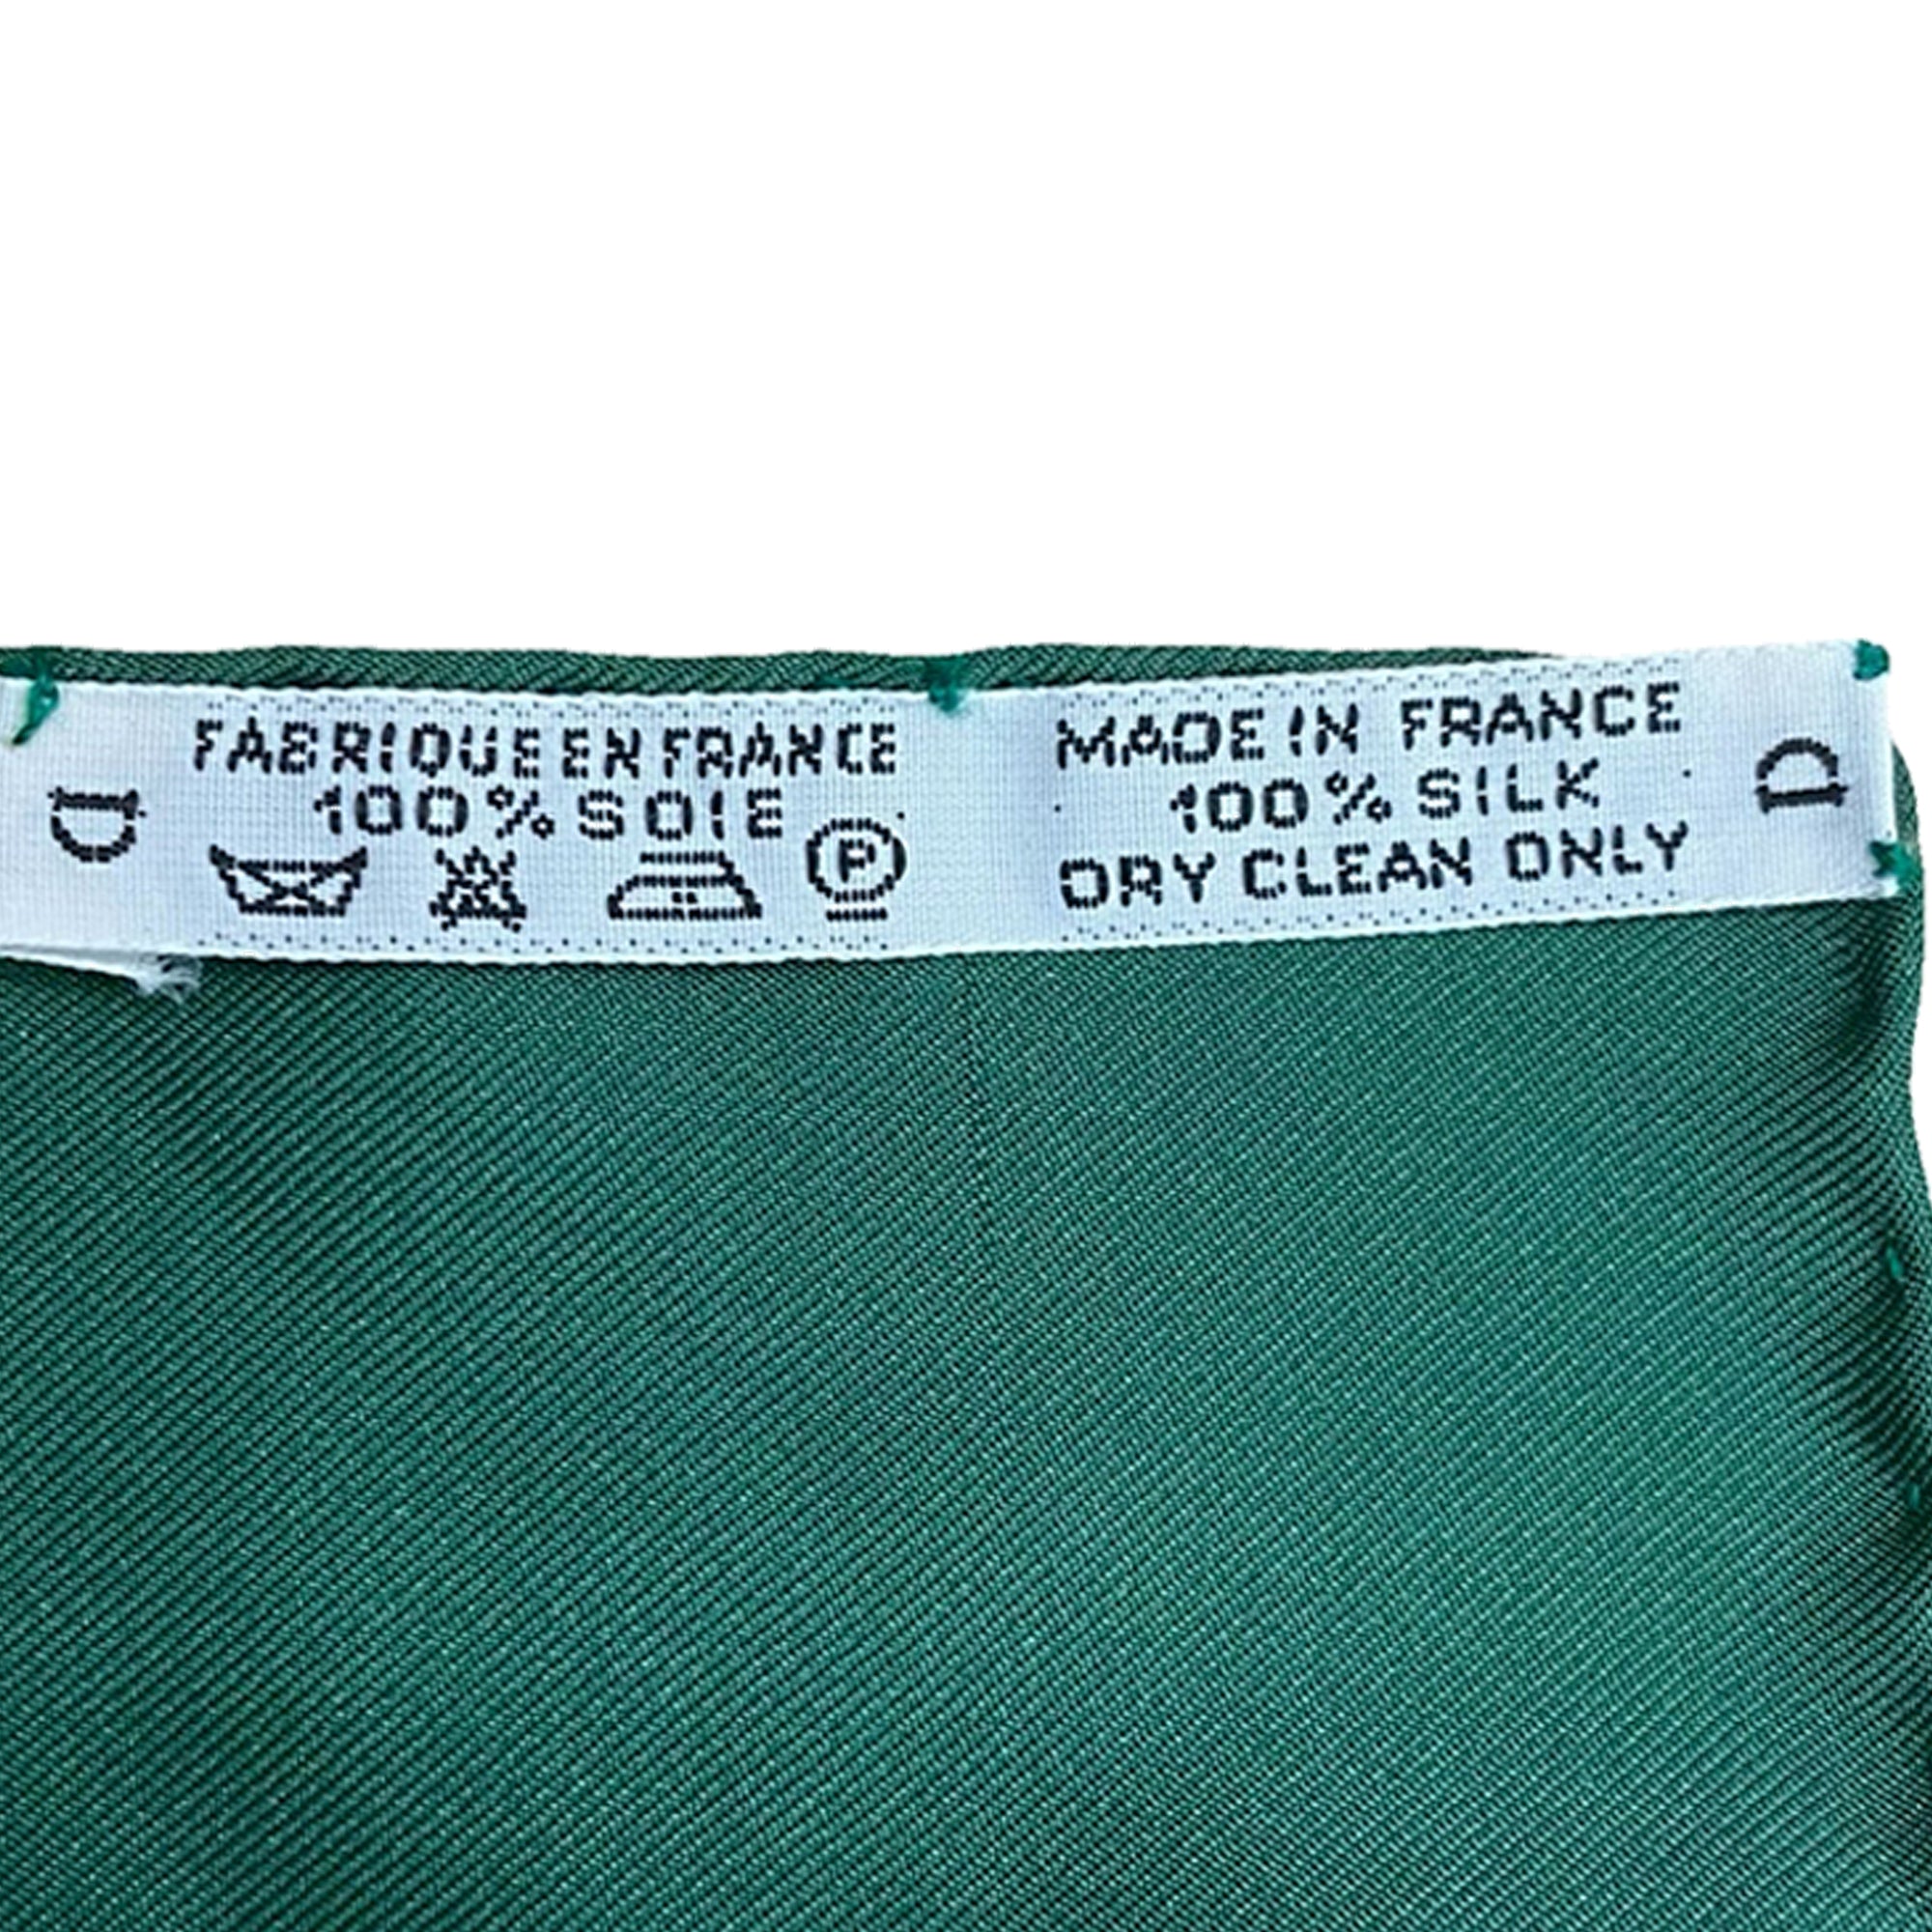 D
FABRIQUE EN FRANCE
100% SOIE
P
MADE IN FRANCE
100% SILK
DRY CLEAN ONLY
D